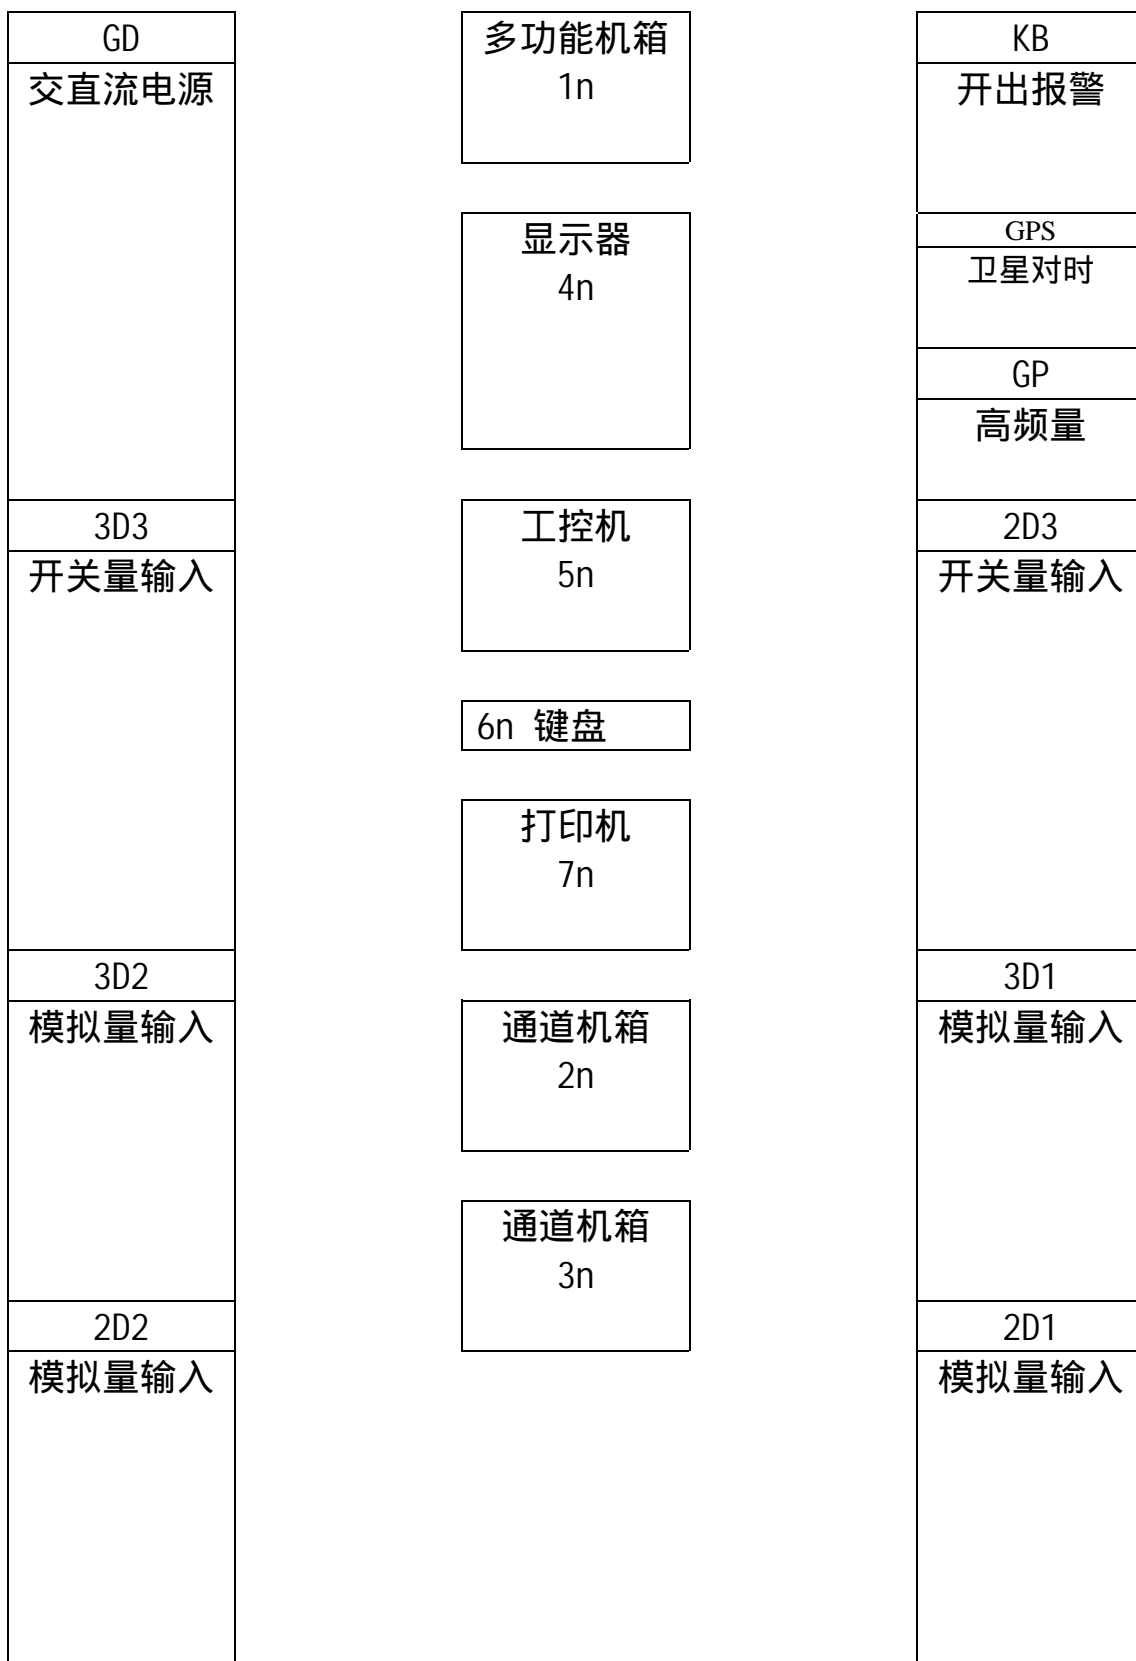 GD
交直流电源
3D3
开关量输入
3D2
模拟量输入
2D2
模拟量输入
多功能机箱
1n
显示器
4n
工控机
5n
6n 键盘
打印机
7n
通道机箱
2n
通道机箱
3n
KB
开出报警
GPS
卫星对时
GP
高频量
2D3
开关量输入
3D1
模拟量输入
2D1
模拟量输入